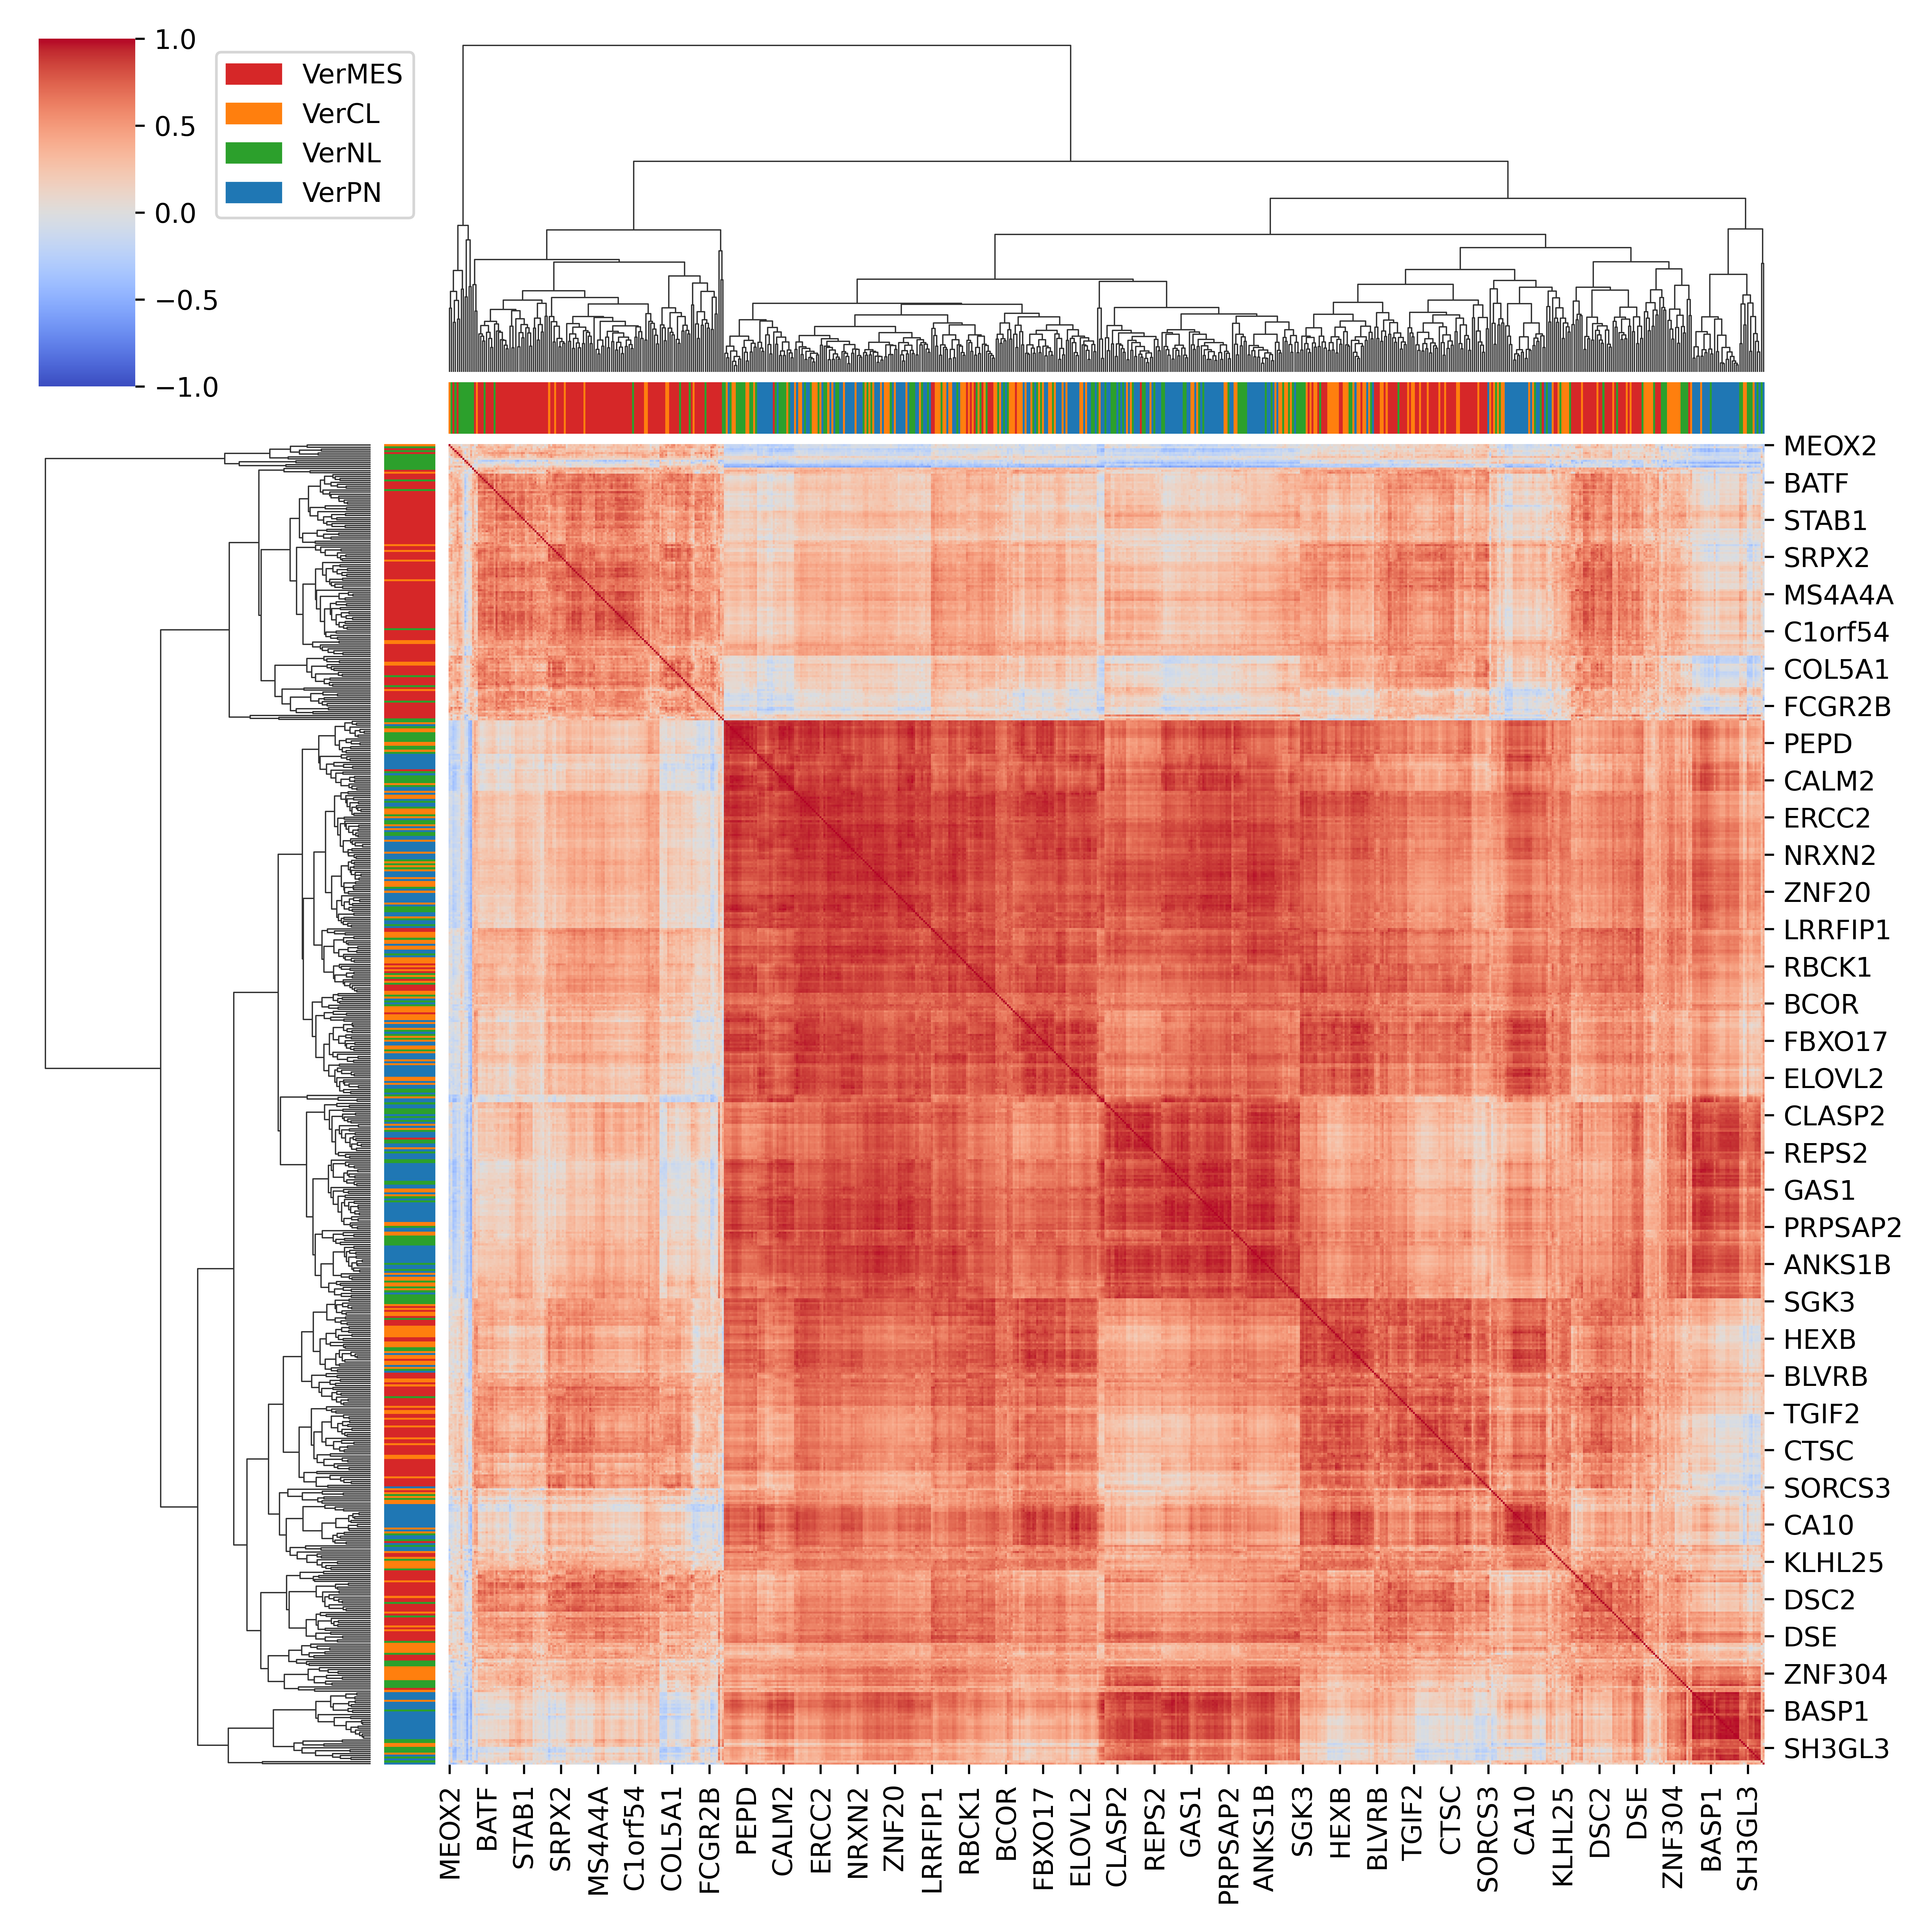 1.0
0.5
0.0
−0.5
−1.0
VerMES
VerCL
VerNL
VerPN
MEOX2
BATF
STAB1
SRPX2
MS4A4A
C1orf54
COL5A1
FCGR2B
PEPD
CALM2
ERCC2
NRXN2
ZNF20
LRRFIP1
RBCK1
BCOR
FBXO17
ELOVL2
CLASP2
REPS2
GAS1
PRPSAP2
ANKS1B
SGK3
HEXB
BLVRB
TGIF2
CTSC
SORCS3
CA10
KLHL25
DSC2
DSE
ZNF304
BASP1
SH3GL3
MEOX2
BATF
STAB1
SRPX2
MS4A4A
C1orf54
COL5A1
FCGR2B
PEPD
CALM2
ERCC2
NRXN2
ZNF20
LRRFIP1
RBCK1
BCOR
FBXO17
ELOVL2
CLASP2
REPS2
GAS1
PRPSAP2
ANKS1B
SGK3
HEXB
BLVRB
TGIF2
CTSC
SORCS3
CA10
KLHL25
DSC2
DSE
ZNF304
BASP1
SH3GL3